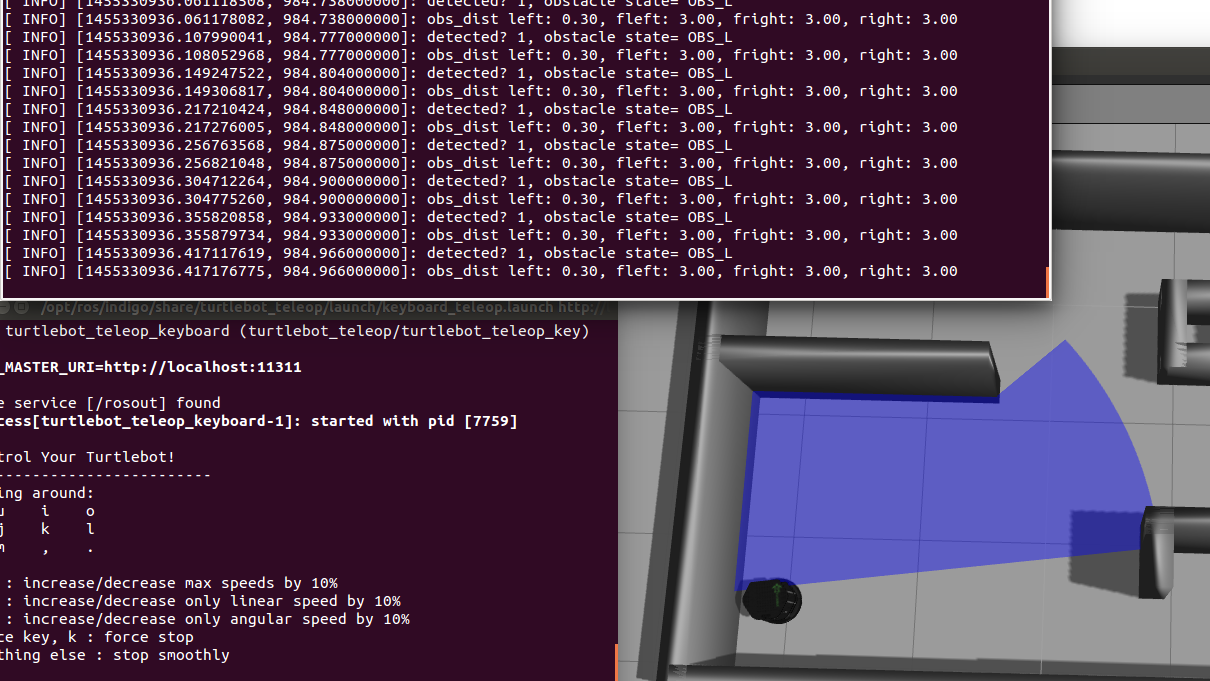 [ INFO] [1455330936.061118308, 984.738000000]: detected? 1, obstacle state= OBS_L
[ INFO] [1455330936.061178082, 984.738000000]: obs_dist left: 0.30, fleft: 3.00, fright: 3.00, right: 3.00
[ INFO] [1455330936.107990041, 984.777000000]: detected? 1, obstacle state= OBS_L
[ INFO] [1455330936.108052968, 984.777000000]: obs_dist left: 0.30, fleft: 3.00, fright: 3.00, right: 3.00
[ INFO] [1455330936.149247522, 984.804000000]: detected? 1, obstacle state= OBS_L
[ INFO] [1455330936.149306817, 984.804000000]: obs_dist left: 0.30, fleft: 3.00, fright: 3.00, right: 3.00
[ INFO] [1455330936.217210424, 984.848000000]: detected? 1, obstacle state= OBS_L
[ INFO] [1455330936.217276005, 984.848000000]: obs_dist left: 0.30, fleft: 3.00, fright: 3.00, right: 3.00
[ INFO] [1455330936.256763568, 984.875000000]: detected? 1, obstacle state= OBS_L
[ INFO] [1455330936.256821048, 984.875000000]: obs_dist left: 0.30, fleft: 3.00, fright: 3.00, right: 3.00
[ INFO] [1455330936.304712264, 984.900000000]: detected? 1, obstacle state= OBS_L
[ INFO] [1455330936.304775260, 984.900000000]: obs_dist left: 0.30, fleft: 3.00, fright: 3.00, right: 3.00
[ INFO] [1455330936.355820858, 984.933000000]: detected? 1, obstacle state= OBS_L
[ INFO] [1455330936.355879734, 984.933000000]: obs_dist left: 0.30, fleft: 3.00, fright: 3.00, right: 3.00
[ INFO] [1455330936.417117619, 984.966000000]: detected? 1, obstacle state= OBS_L
[ INFO] [1455330936.417176775, 984.966000000]: obs_dist left: 0.30, fleft: 3.00, fright: 3.00, right: 3.00
/opt/ros/indigo/share/turtlebot_teleop/launch/keyboard_teleop.launch http://
turtlebot_teleop_keyboard (turtlebot_teleop/turtlebot_teleop_key)
_MASTER_URI=http://localhost:11311
e service [/rosout] found
cess[turtlebot_teleop_keyboard-1]: started with pid [7759]
trol Your Turtlebot!
--------------------------
ing around:
u i o
j k l
m , .
: increase/decrease max speeds by 10%
: increase/decrease only linear speed by 10%
: increase/decrease only angular speed by 10%
ce key, k : force stop
thing else : stop smoothly